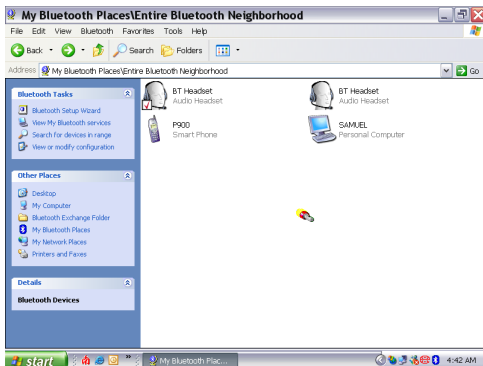 My Bluetooth Places\Entire Bluetooth Neighborhood
File Edit View Bluetooth Favorites Tools Help
Back Search Folders
Address My Bluetooth Places\Entire Bluetooth Neighborhood Go
Bluetooth Tasks
Bluetooth Setup Wizard
View My Bluetooth services
Search for devices in range
View or modify configuration
Other Places
Desktop
My Computer
Bluetooth Exchange Folder
My Bluetooth Places
My Network Places
Printers and Faxes
Details
Bluetooth Devices
BT Headset
Audio Headset
BT Headset
Audio Headset
P900
Smart Phone
SAMUEL
Personal Computer
start » My Bluetooth Plac... 4:42 AM